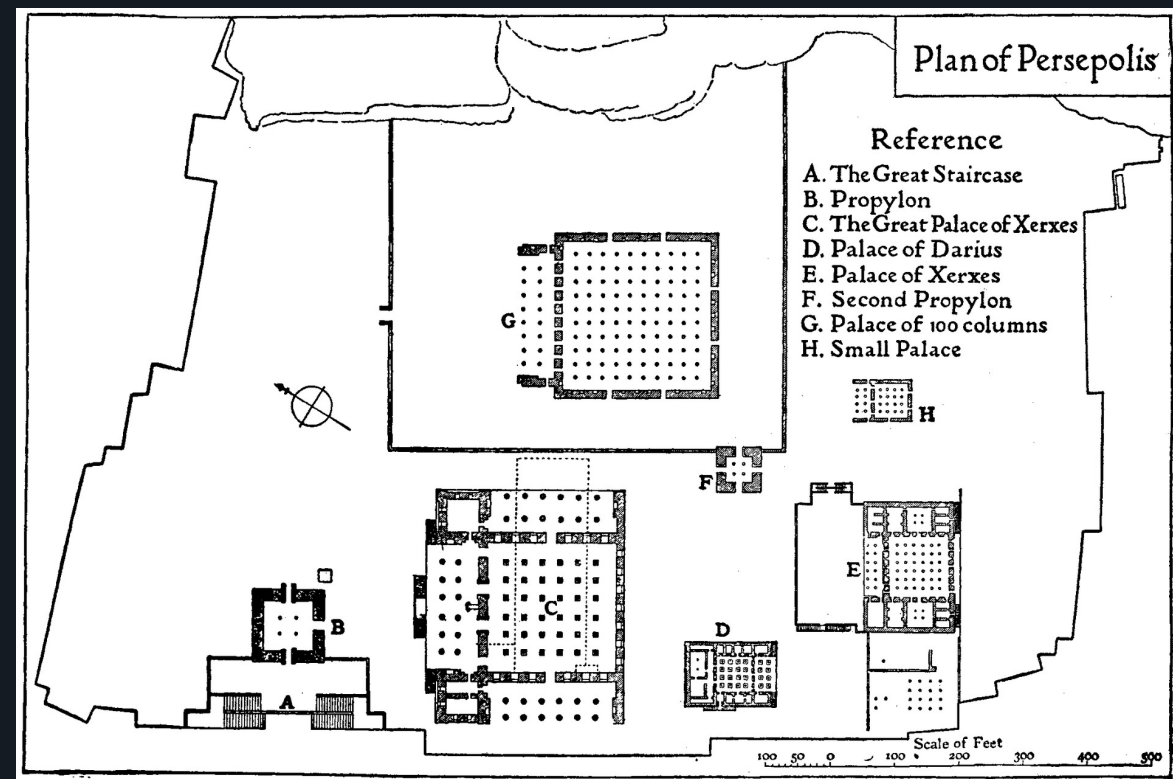 Plan of Persepolis
Reference
A. The Great Staircase
B. Propylon
C. The Great Palace of Xerxes
D. Palace of Darius
E. Palace of Xerxes
F. Second Propylon
G. Palace of 100 columns
H. Small Palace
G
H
F
E
C
B
D
A
Scale of Feet
100 50 0 100 200 300 400 500